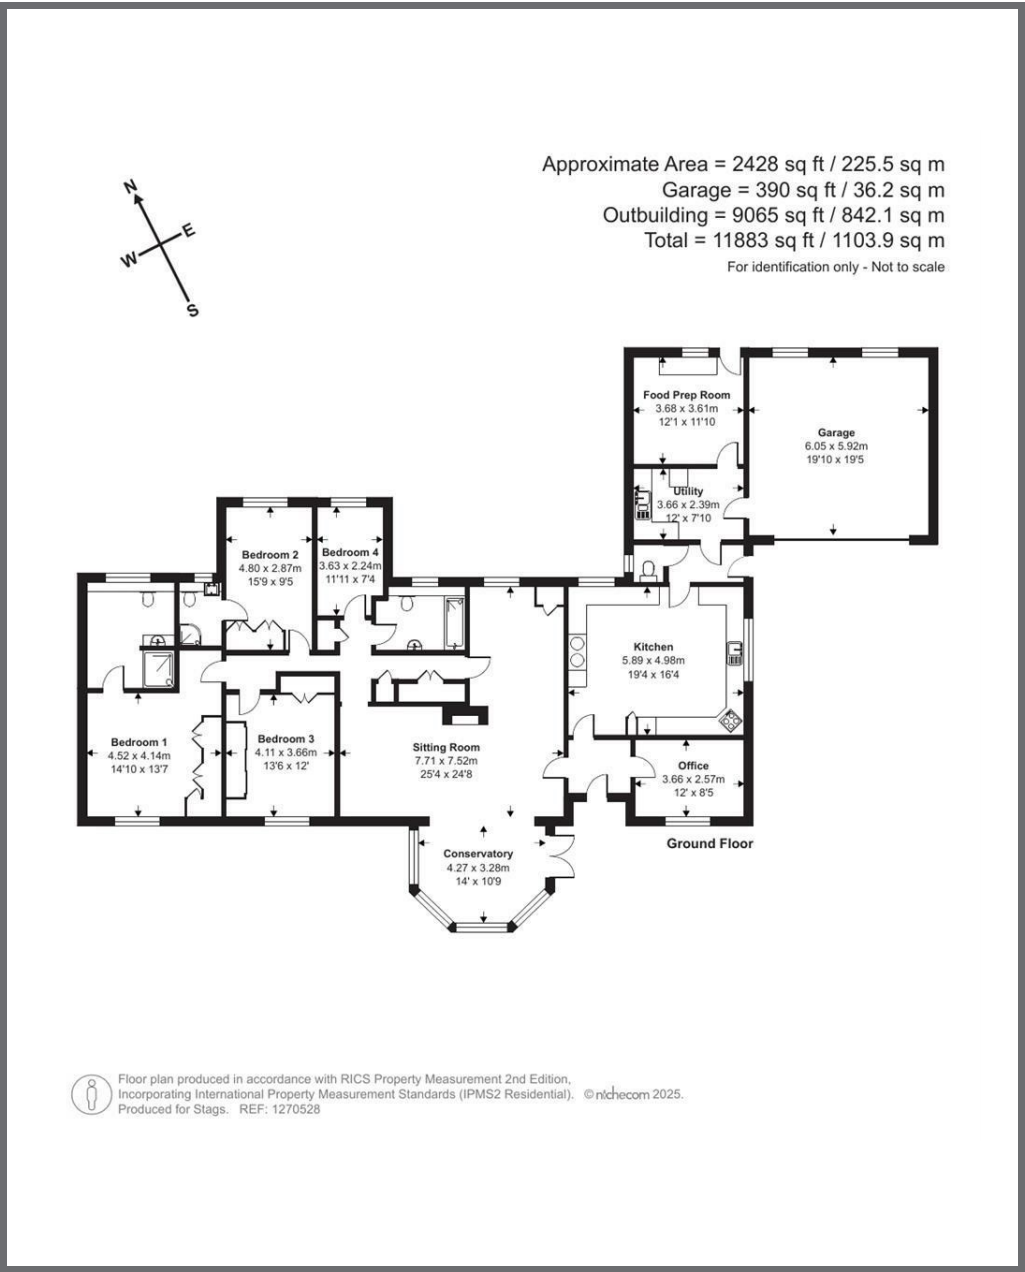 Approximate Area = 2428 sq ft / 225.5 sq m
Garage = 390 sq ft / 36.2 sq m
Outbuilding = 9065 sq ft / 842.1 sq m
Total = 11883 sq ft / 1103.9 sq m
For identification only - Not to scale
N
E
W
S
Food Prep Room
3.68 x 3.61m
12'1 x 11'10
Garage
6.05 x 5.92m
19'10 x 19'5
Utility
3.66 x 2.39m
12' x 7'10
Bedroom 2
4.80 x 2.87m
15'9 x 9'5
Bedroom 4
3.63 x 2.24m
11'11 x 7'4
Kitchen
5.89 x 4.98m
19'4 x 16'4
Bedroom 1
4.52 x 4.14m
14'10 x 13'7
Bedroom 3
4.11 x 3.66m
13'6 x 12'
Sitting Room
7.71 x 7.52m
25'4 x 24'8
Office
3.66 x 2.57m
12' x 8'5
Ground Floor
Conservatory
4.27 x 3.28m
14' x 10'9
Floor plan produced in accordance with RICS Property Measurement 2nd Edition,
Incorporating International Property Measurement Standards (IPMS2 Residential). © nichecom 2025.
Produced for Stags. REF: 1270528